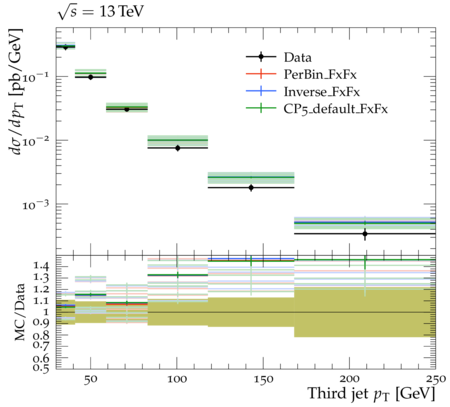 √s = 13 TeV
dσ/dp_T [pb/GeV]
10⁻¹
10⁻²
10⁻³
Data
PerBin_FxFx
Inverse_FxFx
CP5_default_FxFx
MC/Data
1.4
1.3
1.2
1.1
1
0.9
0.8
0.7
0.6
0.5
50 100 150 200 250
Third jet p_T [GeV]